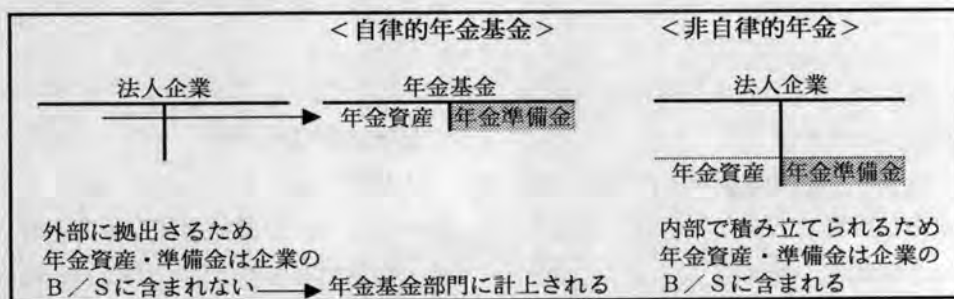 ＜自律的年金基金＞　＜非自律的年金＞
法人企業　年金基金　法人企業
年金資産　年金準備金
年金資産　年金準備金
外部に拠出さるため
年金資産・準備金は企業の
Ｂ／Ｓに含まれない
年金基金部門に計上される
内部で積み立てられるため
年金資産・準備金は企業の
Ｂ／Ｓに含まれる